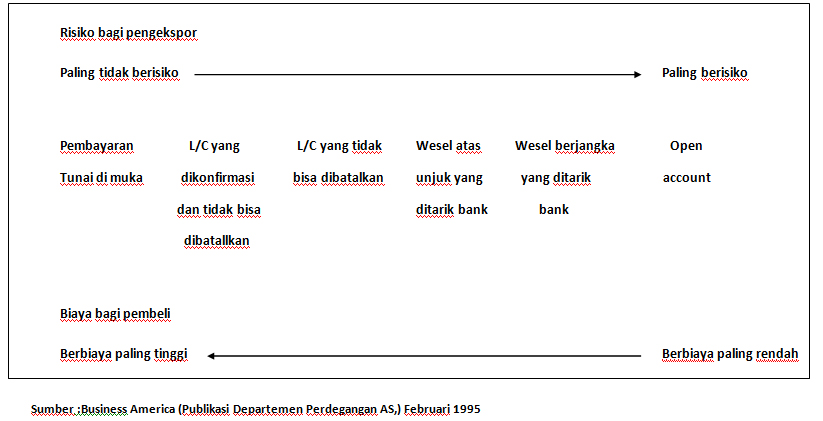 Risiko bagi pengekspor
Paling tidak berisiko Paling berisiko
Pembayaran L/C yang L/C yang tidak Wesel atas Wesel berjangka Open
Tunai di muka dikonfirmasi bisa dibatalkan unjuk yang yang ditarik account
dan tidak bisa ditarik bank bank
dibatallkan
Biaya bagi pembeli
Berbiaya paling tinggi Berbiaya paling rendah
Sumber :Business America (Publikasi Departemen Perdegangan AS,) Februari 1995